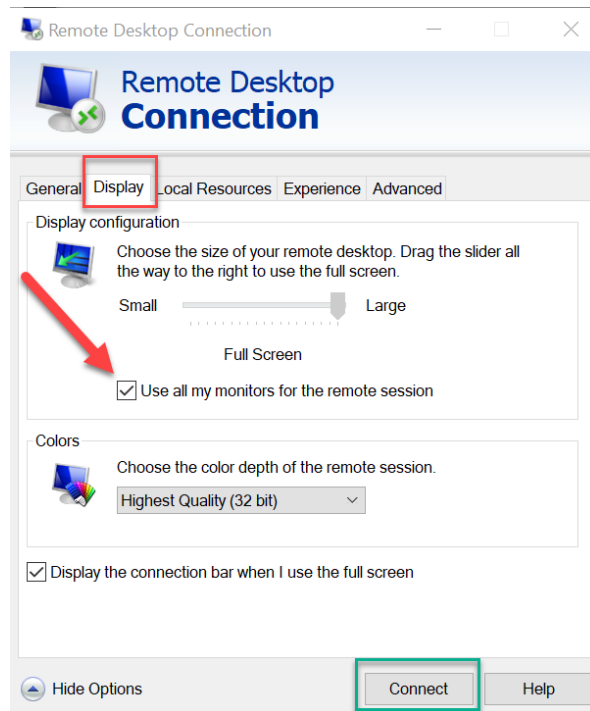 Remote Desktop Connection
Remote Desktop
Connection
General Display Local Resources Experience Advanced
Display configuration
Choose the size of your remote desktop. Drag the slider all
the way to the right to use the full screen.
Small Large
Full Screen
Use all my monitors for the remote session
Colors
Choose the color depth of the remote session.
Highest Quality (32 bit)
Display the connection bar when I use the full screen
Hide Options Connect Help